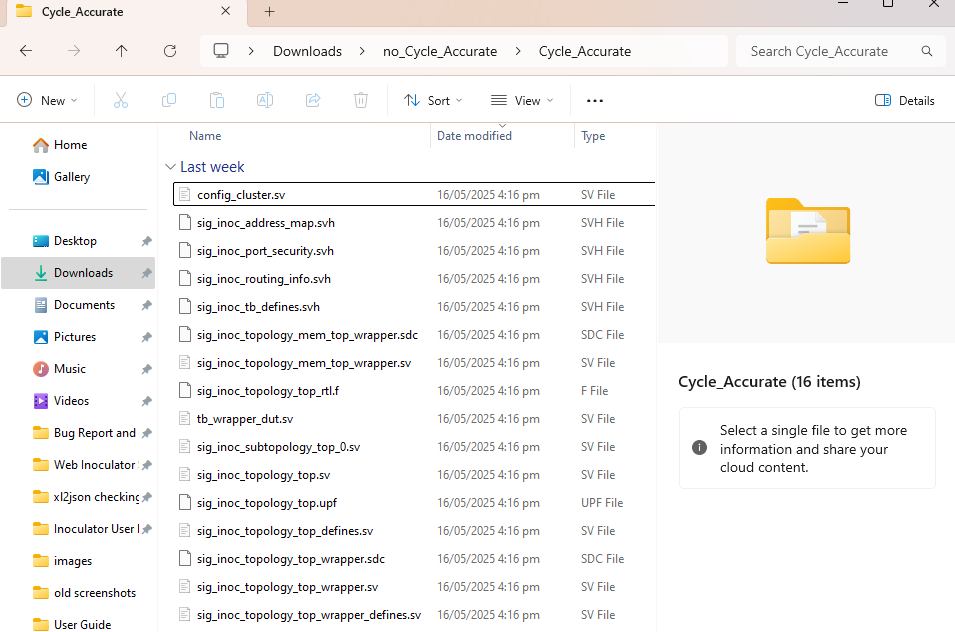 Cycle_Accurate
Downloads no_Cycle_Accurate Cycle_Accurate Search Cycle_Accurate
New Sort View Details
Home
Gallery
Desktop
Downloads
Documents
Pictures
Music
Videos
Bug Report and
Web Inoculator
xl2json checking
Inoculator User
images
old screenshots
User Guide
Name Date modified Type
Last week
config_cluster.sv 16/05/2025 4:16 pm SV File
sig_inoc_address_map.svh 16/05/2025 4:16 pm SVH File
sig_inoc_port_security.svh 16/05/2025 4:16 pm SVH File
sig_inoc_routing_info.svh 16/05/2025 4:16 pm SVH File
sig_inoc_tb_defines.svh 16/05/2025 4:16 pm SVH File
sig_inoc_topology_mem_top_wrapper.sdc 16/05/2025 4:16 pm SDC File
sig_inoc_topology_mem_top_wrapper.sv 16/05/2025 4:16 pm SV File
sig_inoc_topology_top_rtl.f 16/05/2025 4:16 pm F File
tb_wrapper_dut.sv 16/05/2025 4:16 pm SV File
sig_inoc_subtopology_top_0.sv 16/05/2025 4:16 pm SV File
sig_inoc_topology_top.sv 16/05/2025 4:16 pm SV File
sig_inoc_topology_top.upf 16/05/2025 4:16 pm UPF File
sig_inoc_topology_top_defines.sv 16/05/2025 4:16 pm SV File
sig_inoc_topology_top_wrapper.sdc 16/05/2025 4:16 pm SDC File
sig_inoc_topology_top_wrapper.sv 16/05/2025 4:16 pm SV File
sig_inoc_topology_top_wrapper_defines.sv 16/05/2025 4:16 pm SV File
Cycle_Accurate (16 items)
Select a single file to get more
information and share your
cloud content.